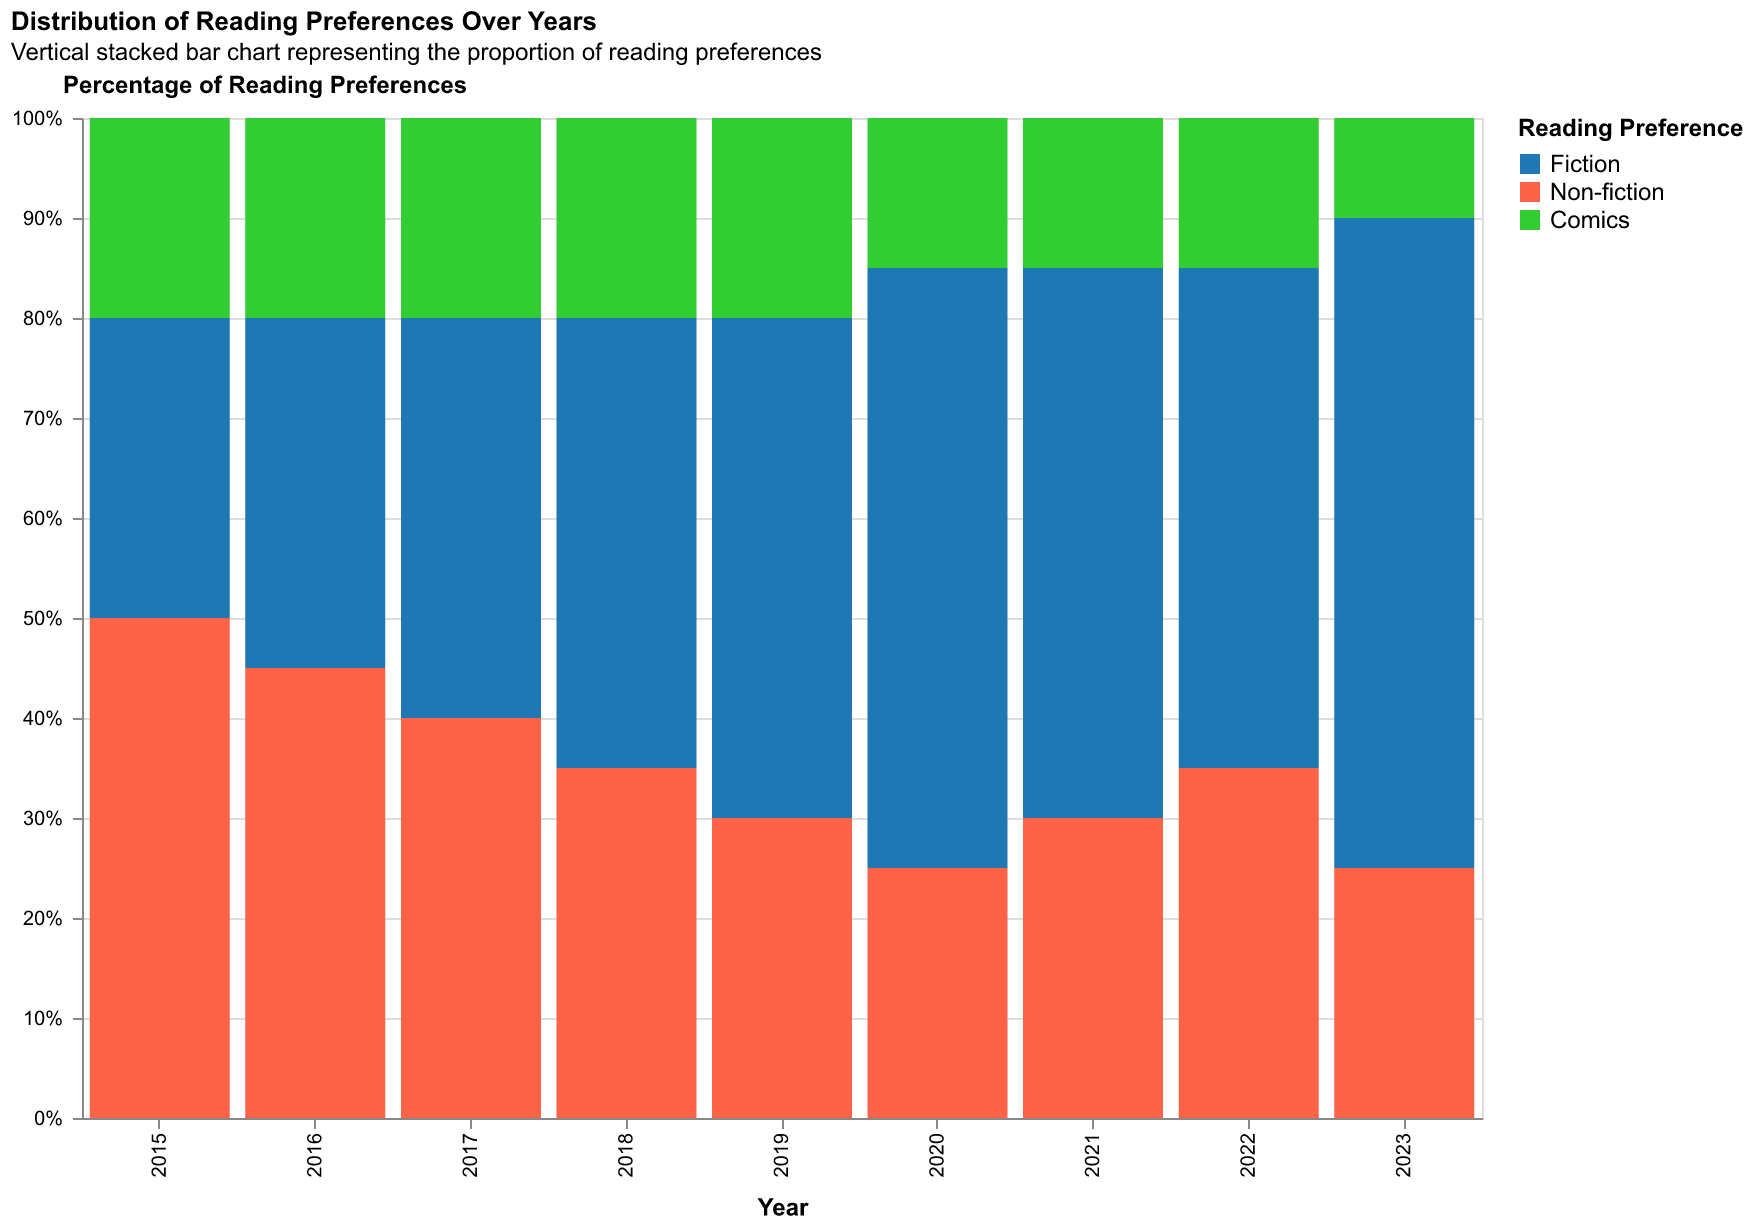 Distribution of Reading Preferences Over Years
Vertical stacked bar chart representing the proportion of reading preferences
Percentage of Reading Preferences
100%
90%
80%
70%
60%
50%
40%
30%
20%
10%
0%
2015
2016
2017
2018
2019
2020
2021
2022
2023
Year
Reading Preference
Fiction
Non-fiction
Comics